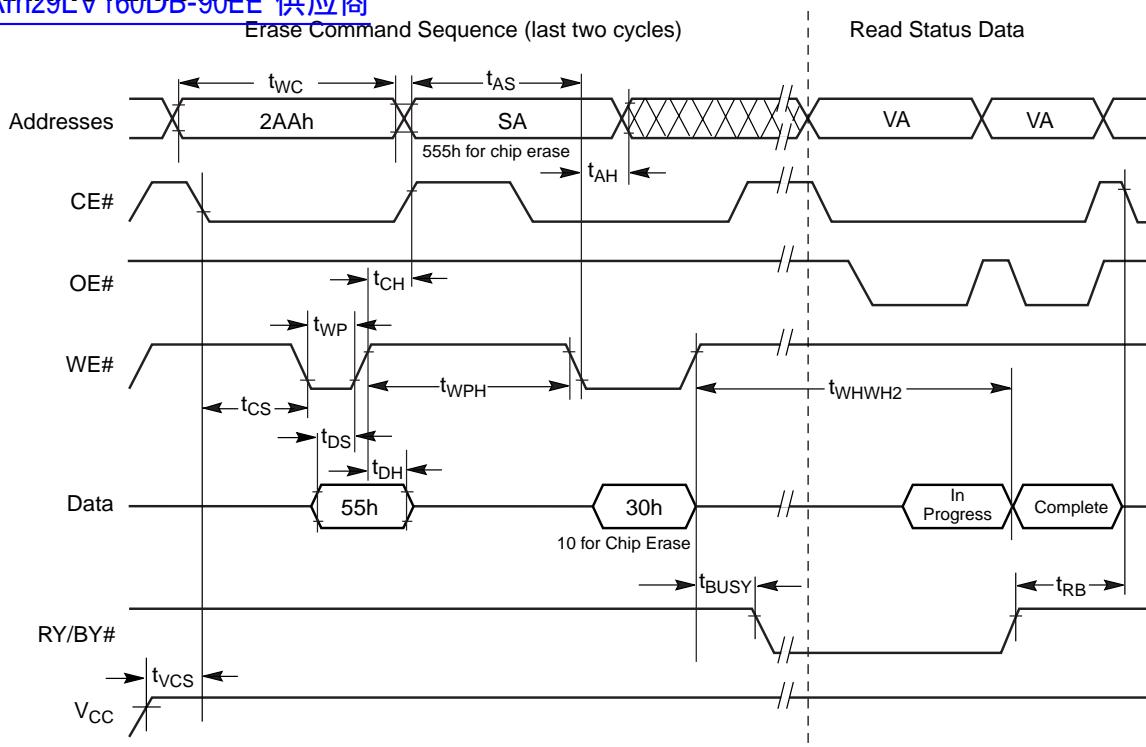 供应商
Erase Command Sequence (last two cycles)
Read Status Data
tWC
tAS
Addresses
2AAh
SA
VA
VA
555h for chip erase
tAH
CE#
OE#
tCH
tWP
WE#
tWPH
tWHWH2
tCS
tDS
tDH
Data
55h
30h
In Progress
Complete
10 for Chip Erase
tBUSY
tRB
RY/BY#
tVCS
VCC